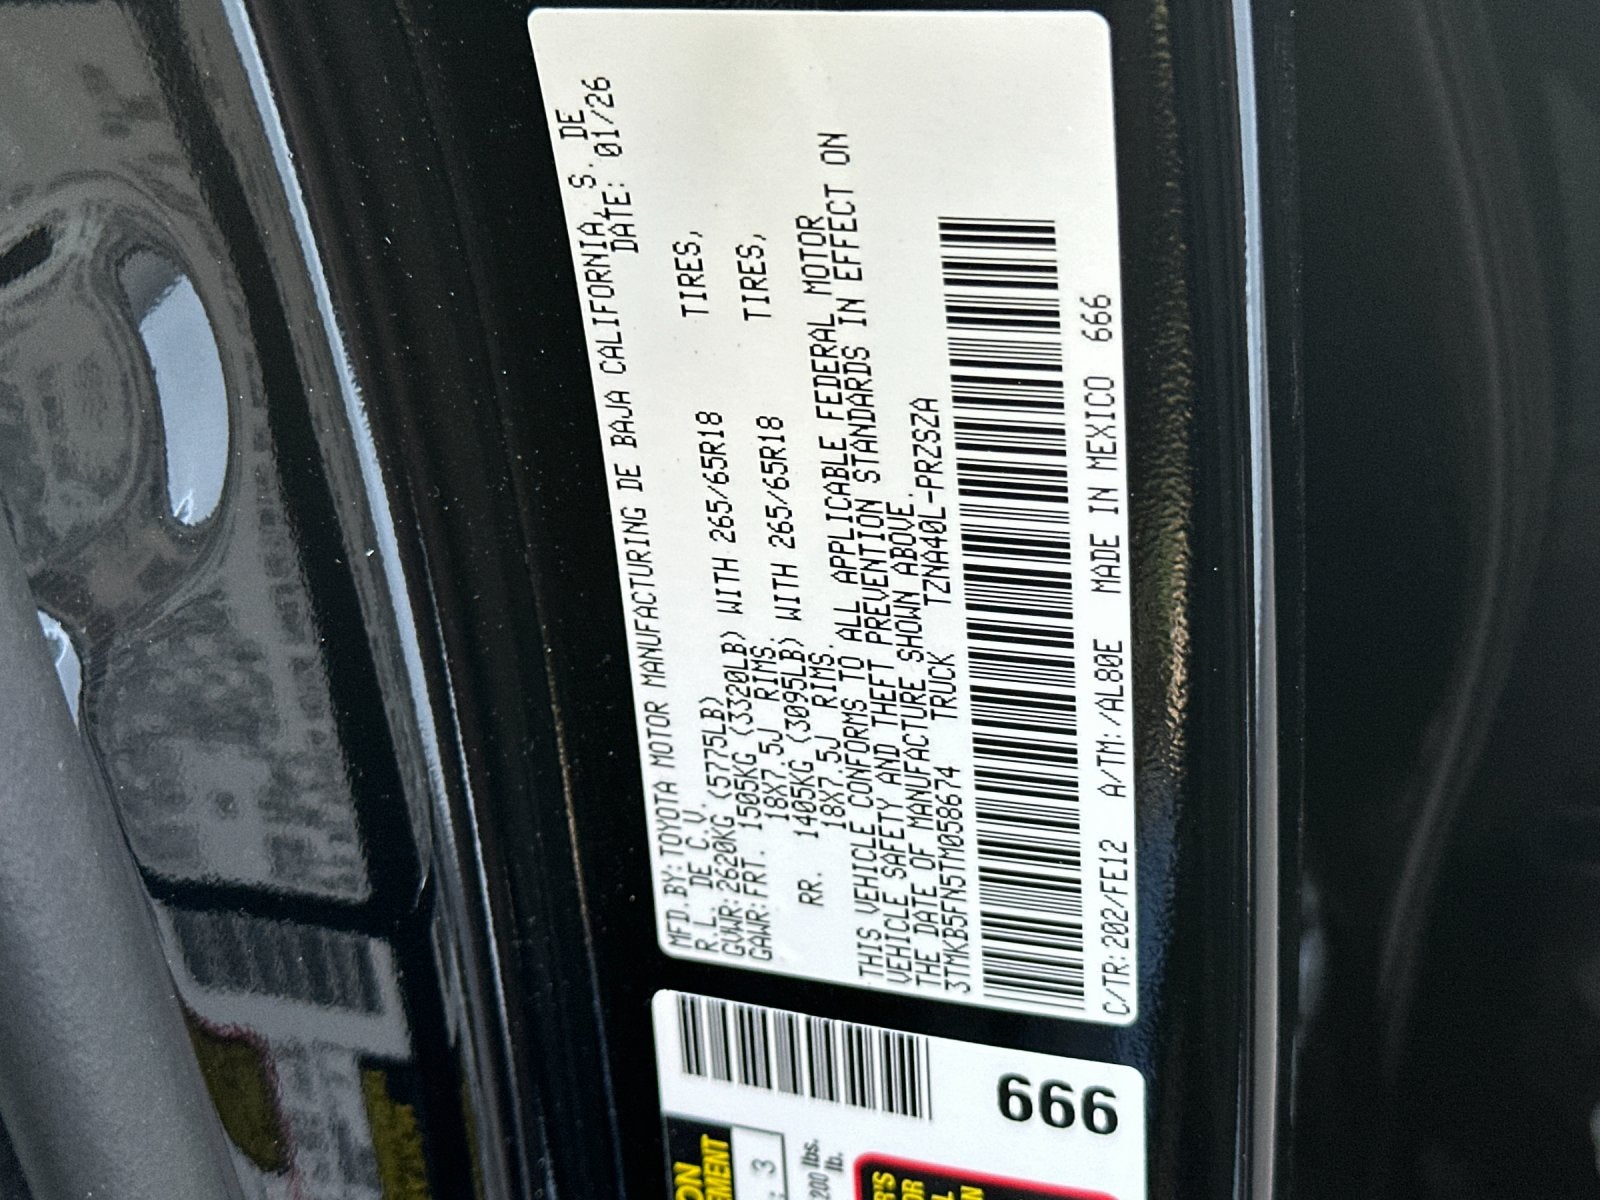 MFD.BY:TOYOTA MOTOR MANUFACTURING DE BAJA CALIFORNIA, S. DE
R.L. DE C.V. DATE: 01/26
GVWR:2620KG (5775LB)
GAWR:FRT. 1505KG (3320LB) WITH 265/65R18 TIRES,
18X7.5J RIMS.
RR. 1405KG (3095LB) WITH 265/65R18 TIRES,
18X7.5J RIMS.
THIS VEHICLE CONFORMS TO ALL APPLICABLE FEDERAL MOTOR
VEHICLE SAFETY AND THEFT PREVENTION STANDARDS IN EFFECT ON
THE DATE OF MANUFACTURE SHOWN ABOVE.
3TMKB5FN5TM058674 TRUCK TZNA40L-PRZSZA
C/TR:202/FE12 A/TM:/AL80E MADE IN MEXICO 666
666
3
lbs.
lb.